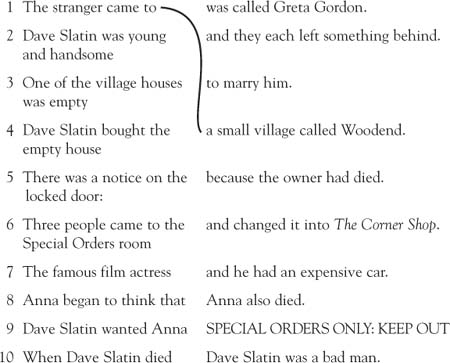 1 The stranger came to was called Greta Gordon.
2 Dave Slatin was young and they each left something behind.
and handsome
3 One of the village houses to marry him.
was empty
4 Dave Slatin bought the a small village called Woodend.
empty house
5 There was a notice on the because the owner had died.
locked door:
6 Three people came to the and changed it into The Corner Shop.
Special Orders room
7 The famous film actress and he had an expensive car.
8 Anna began to think that Anna also died.
9 Dave Slatin wanted Anna SPECIAL ORDERS ONLY: KEEP OUT
10 When Dave Slatin died Dave Slatin was a bad man.